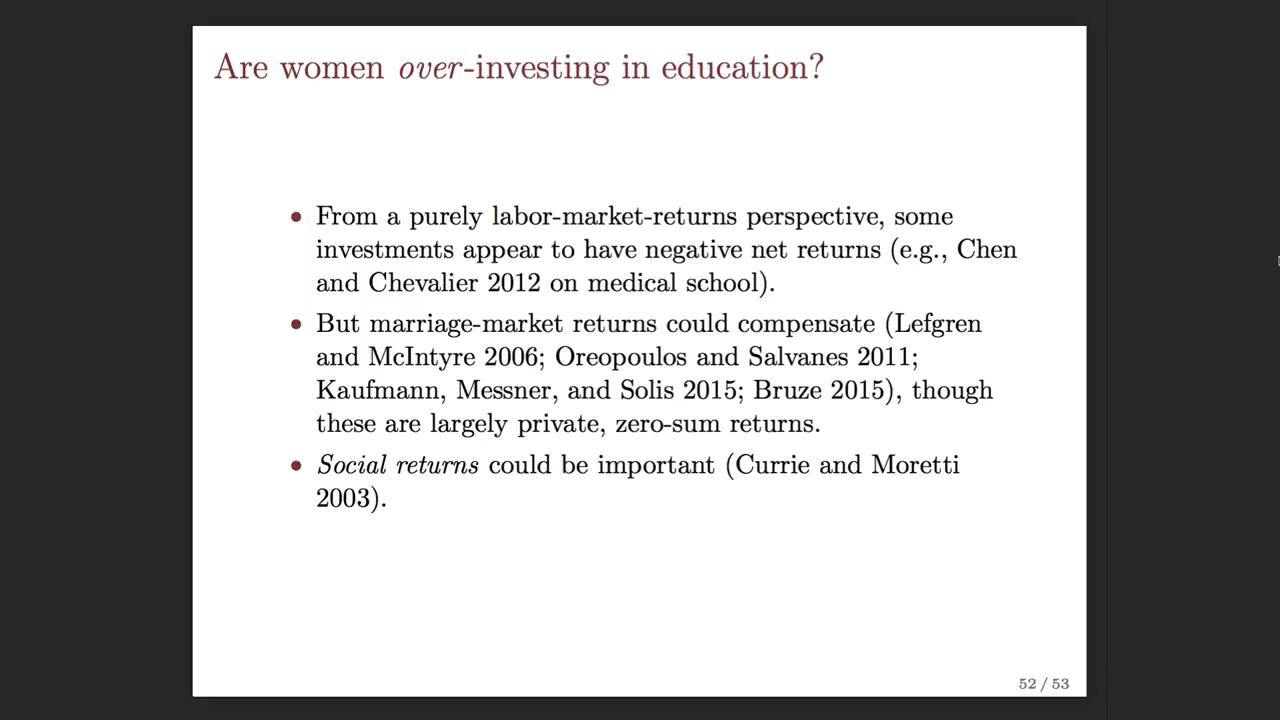 Are women over-investing in education?
• From a purely labor-market-returns perspective, some
investments appear to have negative net returns (e.g., Chen
and Chevalier 2012 on medical school).
• But marriage-market returns could compensate (Lefgren
and McIntyre 2006; Oreopoulos and Salvanes 2011;
Kaufmann, Messner, and Solis 2015; Bruze 2015), though
these are largely private, zero-sum returns.
• Social returns could be important (Currie and Moretti
2003).
52 / 53